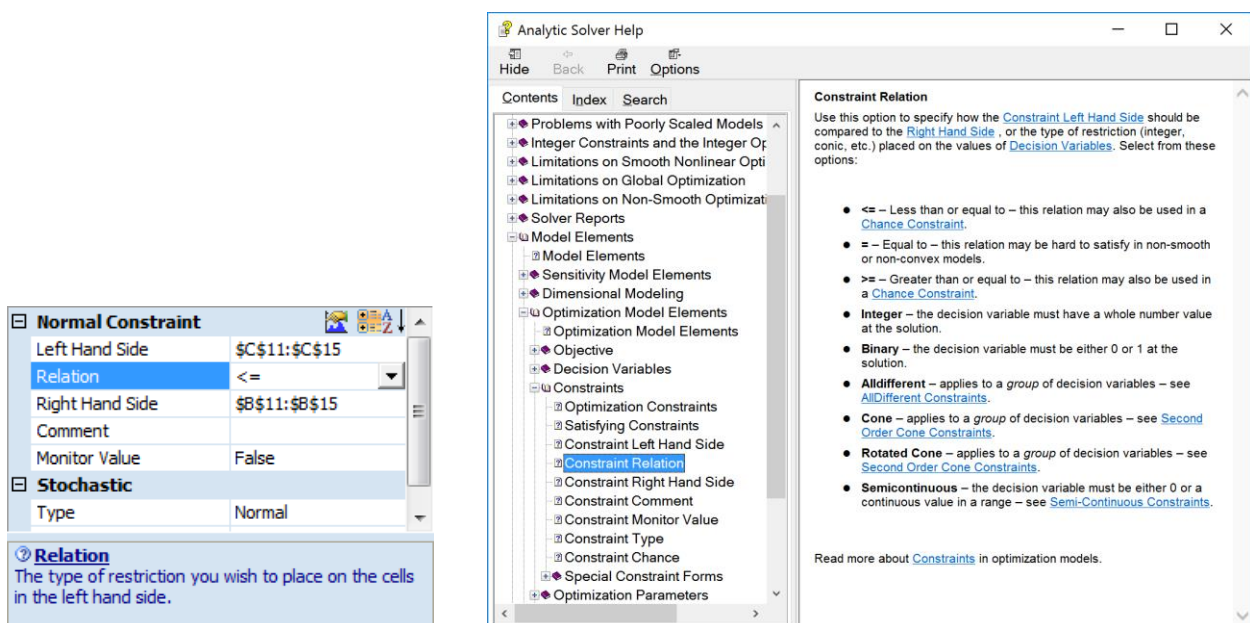 Normal Constraint
Left Hand Side $C$11:$C$15
Relation <=
Right Hand Side $B$11:$B$15
Comment
Monitor Value False
Stochastic
Type Normal
Relation
The type of restriction you wish to place on the cells
in the left hand side.
Analytic Solver Help
Hide Back Print Options
Contents Index Search
Problems with Poorly Scaled Models
Integer Constraints and the Integer Op
Limitations on Smooth Nonlinear Opti
Limitations on Global Optimization
Limitations on Non-Smooth Optimizati
Solver Reports
Model Elements
Model Elements
Sensitivity Model Elements
Dimensional Modeling
Optimization Model Elements
Optimization Model Elements
Objective
Decision Variables
Constraints
Optimization Constraints
Satisfying Constraints
Constraint Left Hand Side
Constraint Relation
Constraint Right Hand Side
Constraint Comment
Constraint Monitor Value
Constraint Type
Constraint Chance
Special Constraint Forms
Optimization Parameters
Constraint Relation
Use this option to specify how the Constraint Left Hand Side should be
compared to the Right Hand Side , or the type of restriction (integer,
conic, etc.) placed on the values of Decision Variables. Select from these
options:
● <= – Less than or equal to – this relation may also be used in a
Chance Constraint.
● = – Equal to – this relation may be hard to satisfy in non-smooth
or non-convex models.
● >= – Greater than or equal to – this relation may also be used in
a Chance Constraint.
● Integer – the decision variable must have a whole number value
at the solution.
● Binary – the decision variable must be either 0 or 1 at the
solution.
● Alldifferent – applies to a group of decision variables – see
AllDifferent Constraints.
● Cone – applies to a group of decision variables – see Second
Order Cone Constraints.
● Rotated Cone – applies to a group of decision variables – see
Second Order Cone Constraints.
● Semicontinuous – the decision variable must be either 0 or a
continuous value in a range – see Semi-Continuous Constraints.
Read more about Constraints in optimization models.